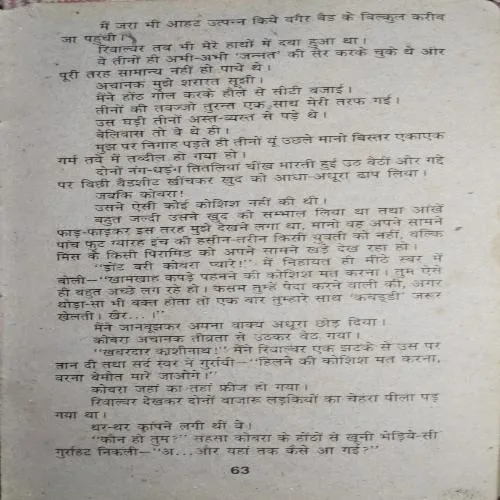 मैं जरा भी आहट उत्पन्न किये बगैर बैड के बिल्कुल करीब
जा पहुंची।
रिवाल्वर तब भी मेरे हाथों में दबा हुआ था।
वे तीनों ही अभी-अभी 'जन्नत' की सैर करके चुके थे और
पूरी तरह सामान्य नहीं हो पाये थे।
अचानक मुझे शरारत सूझी।
मैंने होंठ गोल करके हौले से सीटी बजाई।
तीनों की तवज्जो तुरन्त एक साथ मेरी तरफ गई।
उस घड़ी तीनों अस्त-व्यस्त से पड़े थे।
बेलिबास तो वे थे ही।
मुझ पर निगाह पड़ते ही तीनों यूं उछले मानो बिस्तर एकाएक
गर्म तवे में तब्दील हो गया हो।
दोनों नंग-धड़ंग तितलियां चीख मारती हुई उठ बैठीं और गद्दे
पर बिछी बैडशीट खींचकर खुद को आधा-अधूरा ढांप लिया।
जबकि कोबरा!
उसने ऐसी कोई कोशिश नहीं की थी।
बहुत जल्दी उसने खुद को सम्भाल लिया था तथा आंखें
फाड़-फाड़कर इस तरह मुझे देखने लगा था, मानो वह अपने सामने
पांच फुट ग्यारह इंच की हसीन-तरीन किसी युवती को नहीं, बल्कि
मिस्र के किसी पिरामिड को अपने सामने खड़े देख रहा हो।
"डोंट वरी कोबरा प्यारे!" मैं निहायत ही मीठे स्वर में
बोली—"खामखाह कपड़े पहनने की कोशिश मत करना। तुम ऐसे
ही बहुत अच्छे लग रहे हो। कसम तुम्हें पैदा करने वाली की, अगर
थोड़ा-सा भी वक्त होता तो एक बार तुम्हारे साथ 'कबड्डी' जरूर
खेलती। खैर...।"
मैंने जानबूझकर अपना वाक्य अधूरा छोड़ दिया।
कोबरा अचानक तीव्रता से उठकर बैठ गया।
"खबरदार काशीनाथ!" मैंने रिवाल्वर एक झटके से उस पर
तान दी तथा सर्द स्वर में गुर्रायी—"हिलने की कोशिश मत करना,
वरना बेमौत मारे जाओगे।"
कोबरा जहां का तहां फ्रीज हो गया।
रिवाल्वर देखकर दोनों बाजारू लड़कियों का चेहरा पीला पड़
गया था।
थर-थर कांपने लगी थीं वे।
"कौन हो तुम?" सहसा कोबरा के होंठों से खूनी भेड़िये-सी
गुर्राहट निकली—"अ...और यहां तक कैसे आ गई?"
63